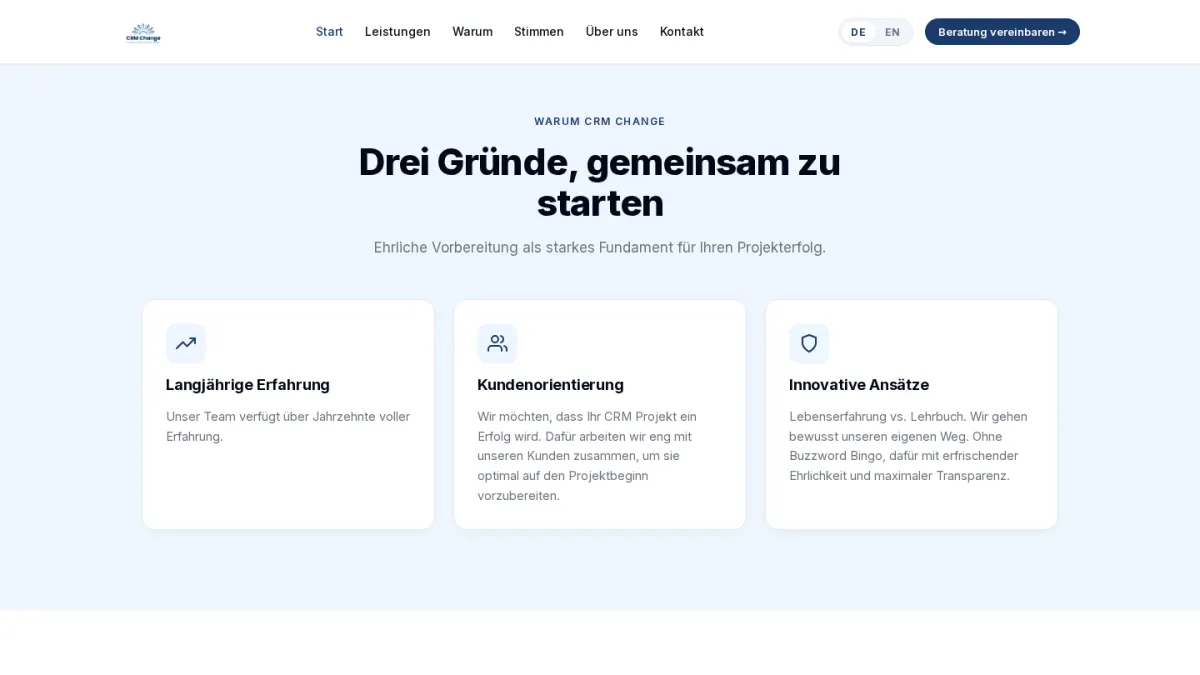 CRM Change
Start
Leistungen
Warum
Stimmen
Über uns
Kontakt
DE
EN
Beratung vereinbaren →
WARUM CRM CHANGE
Drei Gründe, gemeinsam zu
starten
Ehrliche Vorbereitung als starkes Fundament für Ihren Projekterfolg.
Langjährige Erfahrung
Unser Team verfügt über Jahrzehnte voller
Erfahrung.
Kundenorientierung
Wir möchten, dass Ihr CRM Projekt ein
Erfolg wird. Dafür arbeiten wir eng mit
unseren Kunden zusammen, um sie
optimal auf den Projektbeginn
vorzubereiten.
Innovative Ansätze
Lebenserfahrung vs. Lehrbuch. Wir gehen
bewusst unseren eigenen Weg. Ohne
Buzzword Bingo, dafür mit erfrischender
Ehrlichkeit und maximaler Transparenz.